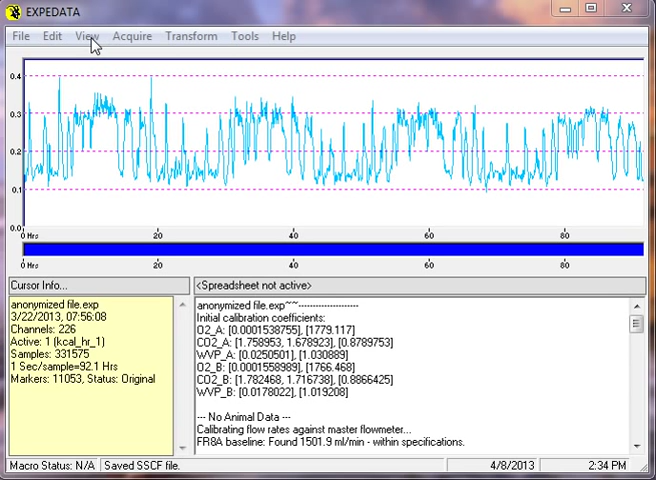 EXPEDATA
File Edit View Acquire Transform Tools Help
0.4
0.3
0.2
0.1
0.0
0 Hrs 20 40 60 80
0 Hrs 20 40 60 80
Cursor Info...
<Spreadsheet not active>
anonymized file.exp
3/22/2013, 07:56:08
Channels: 226
Active: 1 (kcal_hr_1)
Samples: 331575
1 Sec/sample=92.1 Hrs
Markers: 11053, Status: Original
anonymized file.exp~~--------------------
Initial calibration coefficients:
O2_A: [0.0001538755], [1779.117]
CO2_A: [1.758953, 1.678923], [0.8789753]
WVP_A: [0.0250501], [1.030889]
O2_B: [0.0001558989], [1766.468]
CO2_B: [1.782468, 1.716738], [0.8866425]
WVP_B: [0.0178022], [1.019208]
--- No Animal Data ---
Calibrating flow rates against master flowmeter...
FR8A baseline: Found 1501.9 ml/min - within specifications.
Macro Status: N/A Saved SSCF file. 4/8/2013 2:34 PM